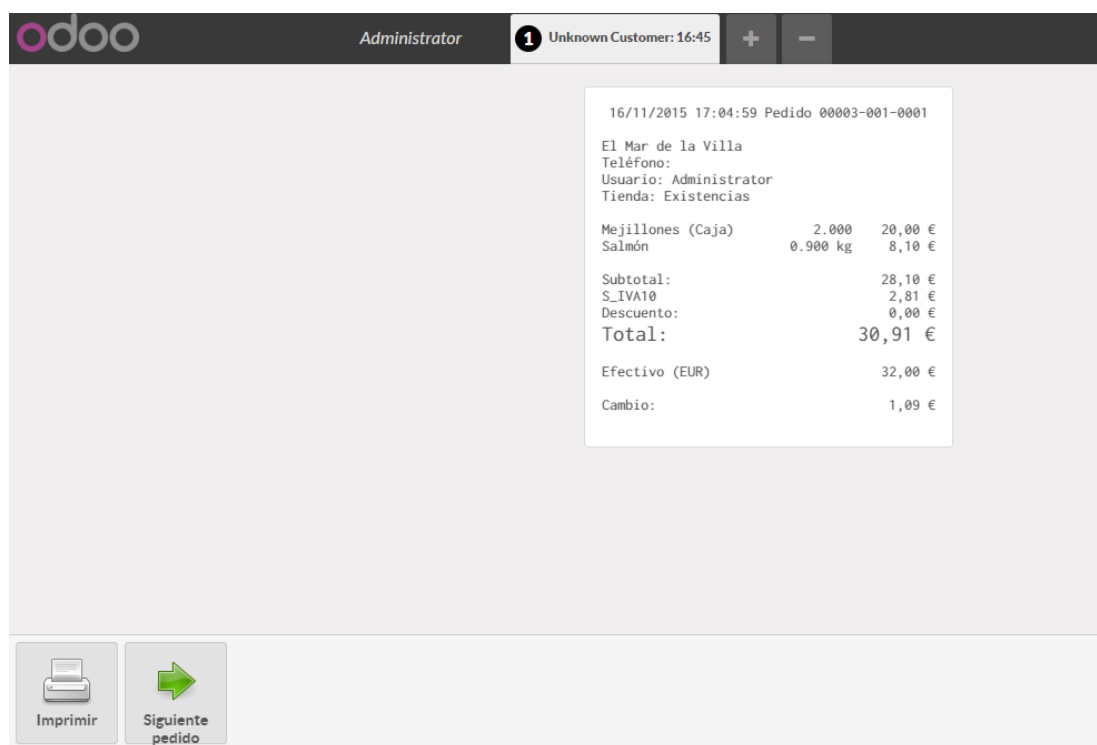 odoo
Administrator
1 Unknown Customer: 16:45 + −
16/11/2015 17:04:59 Pedido 00003-001-0001
El Mar de la Villa
Teléfono:
Usuario: Administrator
Tienda: Existencias
Mejillones (Caja) 2.000 20,00 €
Salmón 0.900 kg 8,10 €
Subtotal: 28,10 €
S_IVA10 2,81 €
Descuento: 0,00 €
Total: 30,91 €
Efectivo (EUR) 32,00 €
Cambio: 1,09 €
Imprimir
Siguiente
pedido